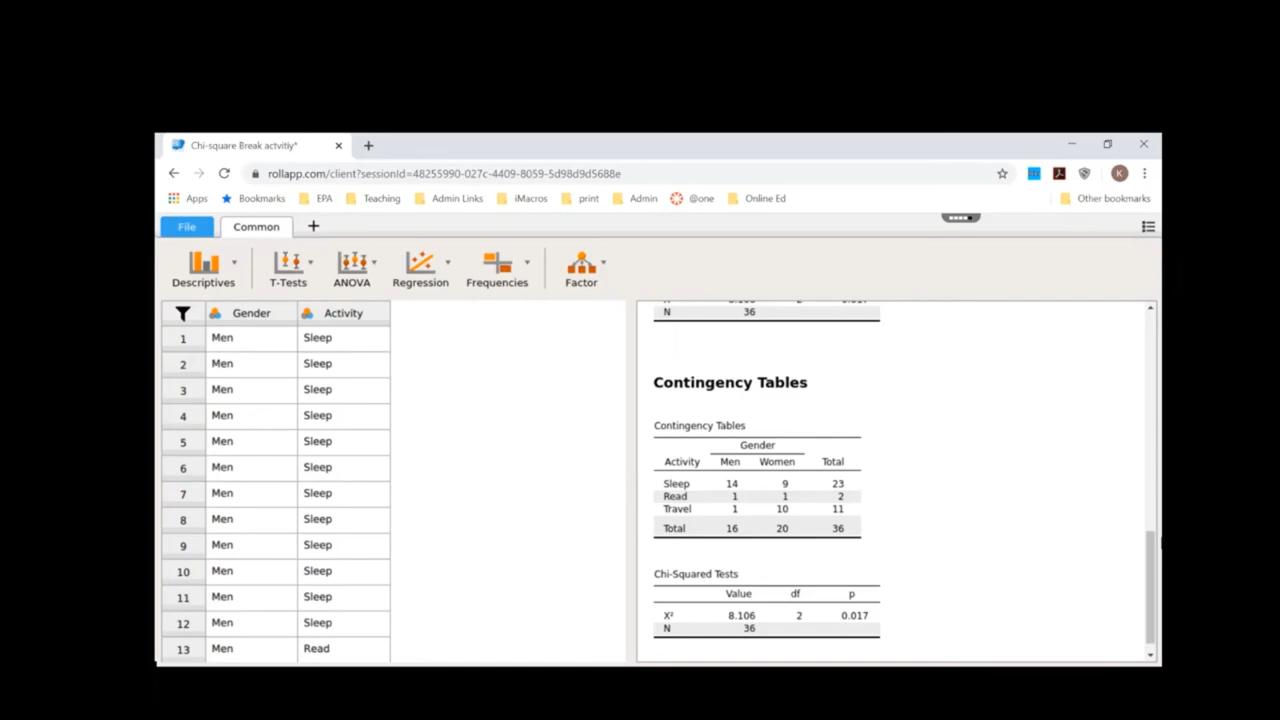 Chi-square Break actvitiy*
rollapp.com/client?sessionId=48255990-027c-4409-8059-5d98d9d5688e
K
Apps Bookmarks EPA Teaching Admin Links iMacros print Admin @one Online Ed Other bookmarks
File Common
Descriptives T-Tests ANOVA Regression Frequencies Factor
Gender Activity
1 Men Sleep
2 Men Sleep
3 Men Sleep
4 Men Sleep
5 Men Sleep
6 Men Sleep
7 Men Sleep
8 Men Sleep
9 Men Sleep
10 Men Sleep
11 Men Sleep
12 Men Sleep
13 Men Read
N 36
Contingency Tables
Contingency Tables
Gender
Activity Men Women Total
Sleep 14 9 23
Read 1 1 2
Travel 1 10 11
Total 16 20 36
Chi-Squared Tests
Value df p
X² 8.106 2 0.017
N 36